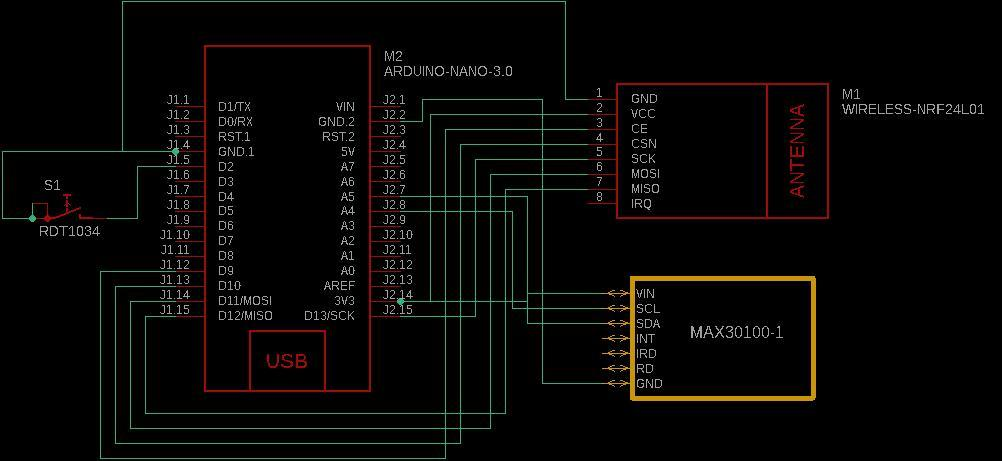 M2
ARDUINO-NANO-3.0
J1.1 D1/TX VIN J2.1
J1.2 D0/RX GND.2 J2.2
J1.3 RST.1 RST.2 J2.3
J1.4 GND.1 5V J2.4
J1.5 D2 A7 J2.5
J1.6 D3 A6 J2.6
J1.7 D4 A5 J2.7
J1.8 D5 A4 J2.8
J1.9 D6 A3 J2.9
J1.10 D7 A2 J2.10
J1.11 D8 A1 J2.11
J1.12 D9 A0 J2.12
J1.13 D10 AREF J2.13
J1.14 D11/MOSI 3V3 J2.14
J1.15 D12/MISO D13/SCK J2.15
USB
S1
RDT1034
M1
WIRELESS-NRF24L01
1 GND
2 VCC
3 CE
4 CSN
5 SCK
6 MOSI
7 MISO
8 IRQ
ANTENNA
VIN
SCL
SDA
INT
IRD
RD
GND
MAX30100-1